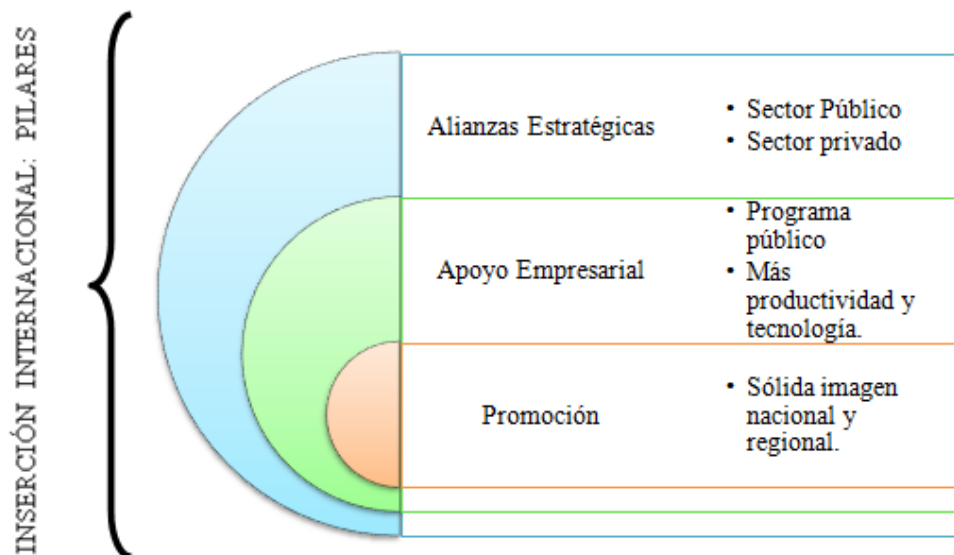 INSERCIÓN INTERNACIONAL: PILARES
Alianzas Estratégicas
• Sector Público
• Sector privado
Apoyo Empresarial
• Programa
público
• Más
productividad y
tecnología.
Promoción
• Sólida imagen
nacional y
regional.